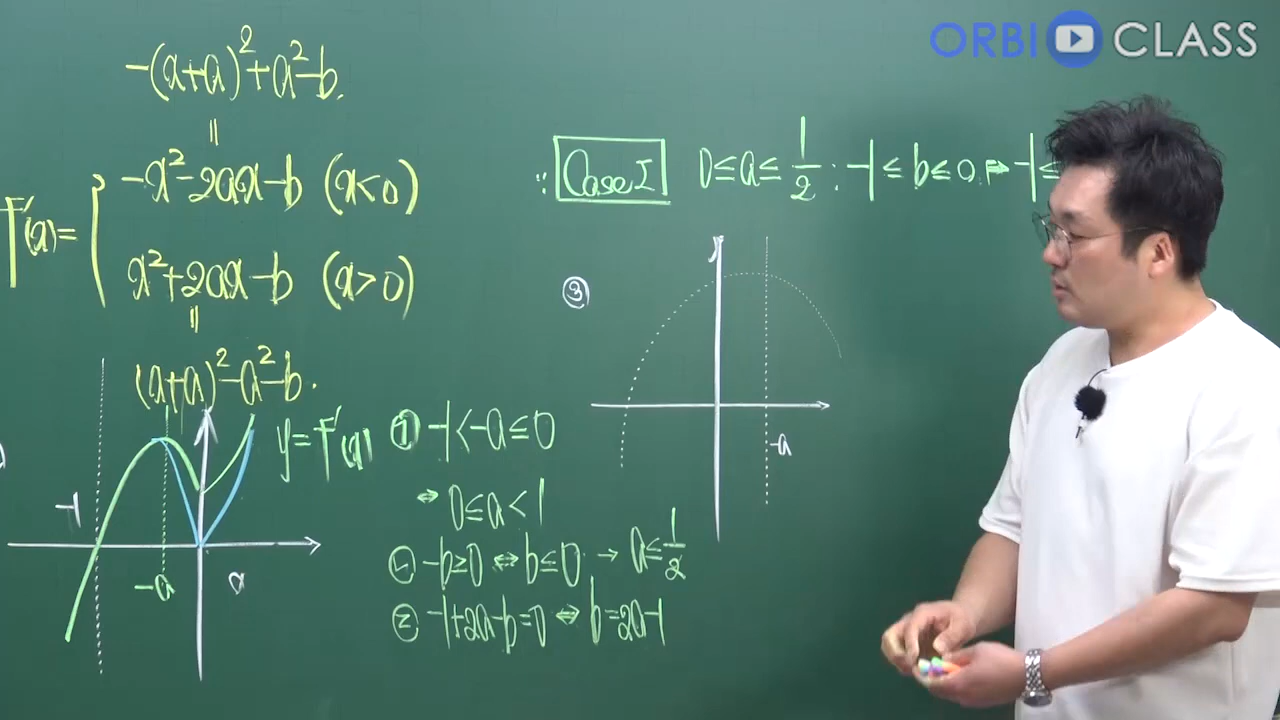 ORBI CLASS
-(x+a)²+a²-b.
=
-x²-2ax-b (x<0)
f'(x)=
x²+2ax-b (x>0)
=
(x+a)²-a²-b.
y=f'(x)
-1
-a
① -1<-a≤0
⇔ 0≤a<1
-b≥0 ⇔ b≤0 → a≤1/2
② -1+2a-b=0 ⇔ b=2a-1
∵ Case I 0≤a≤1/2 : -1≤b≤0 ⇒ -1≤
③
y
-a